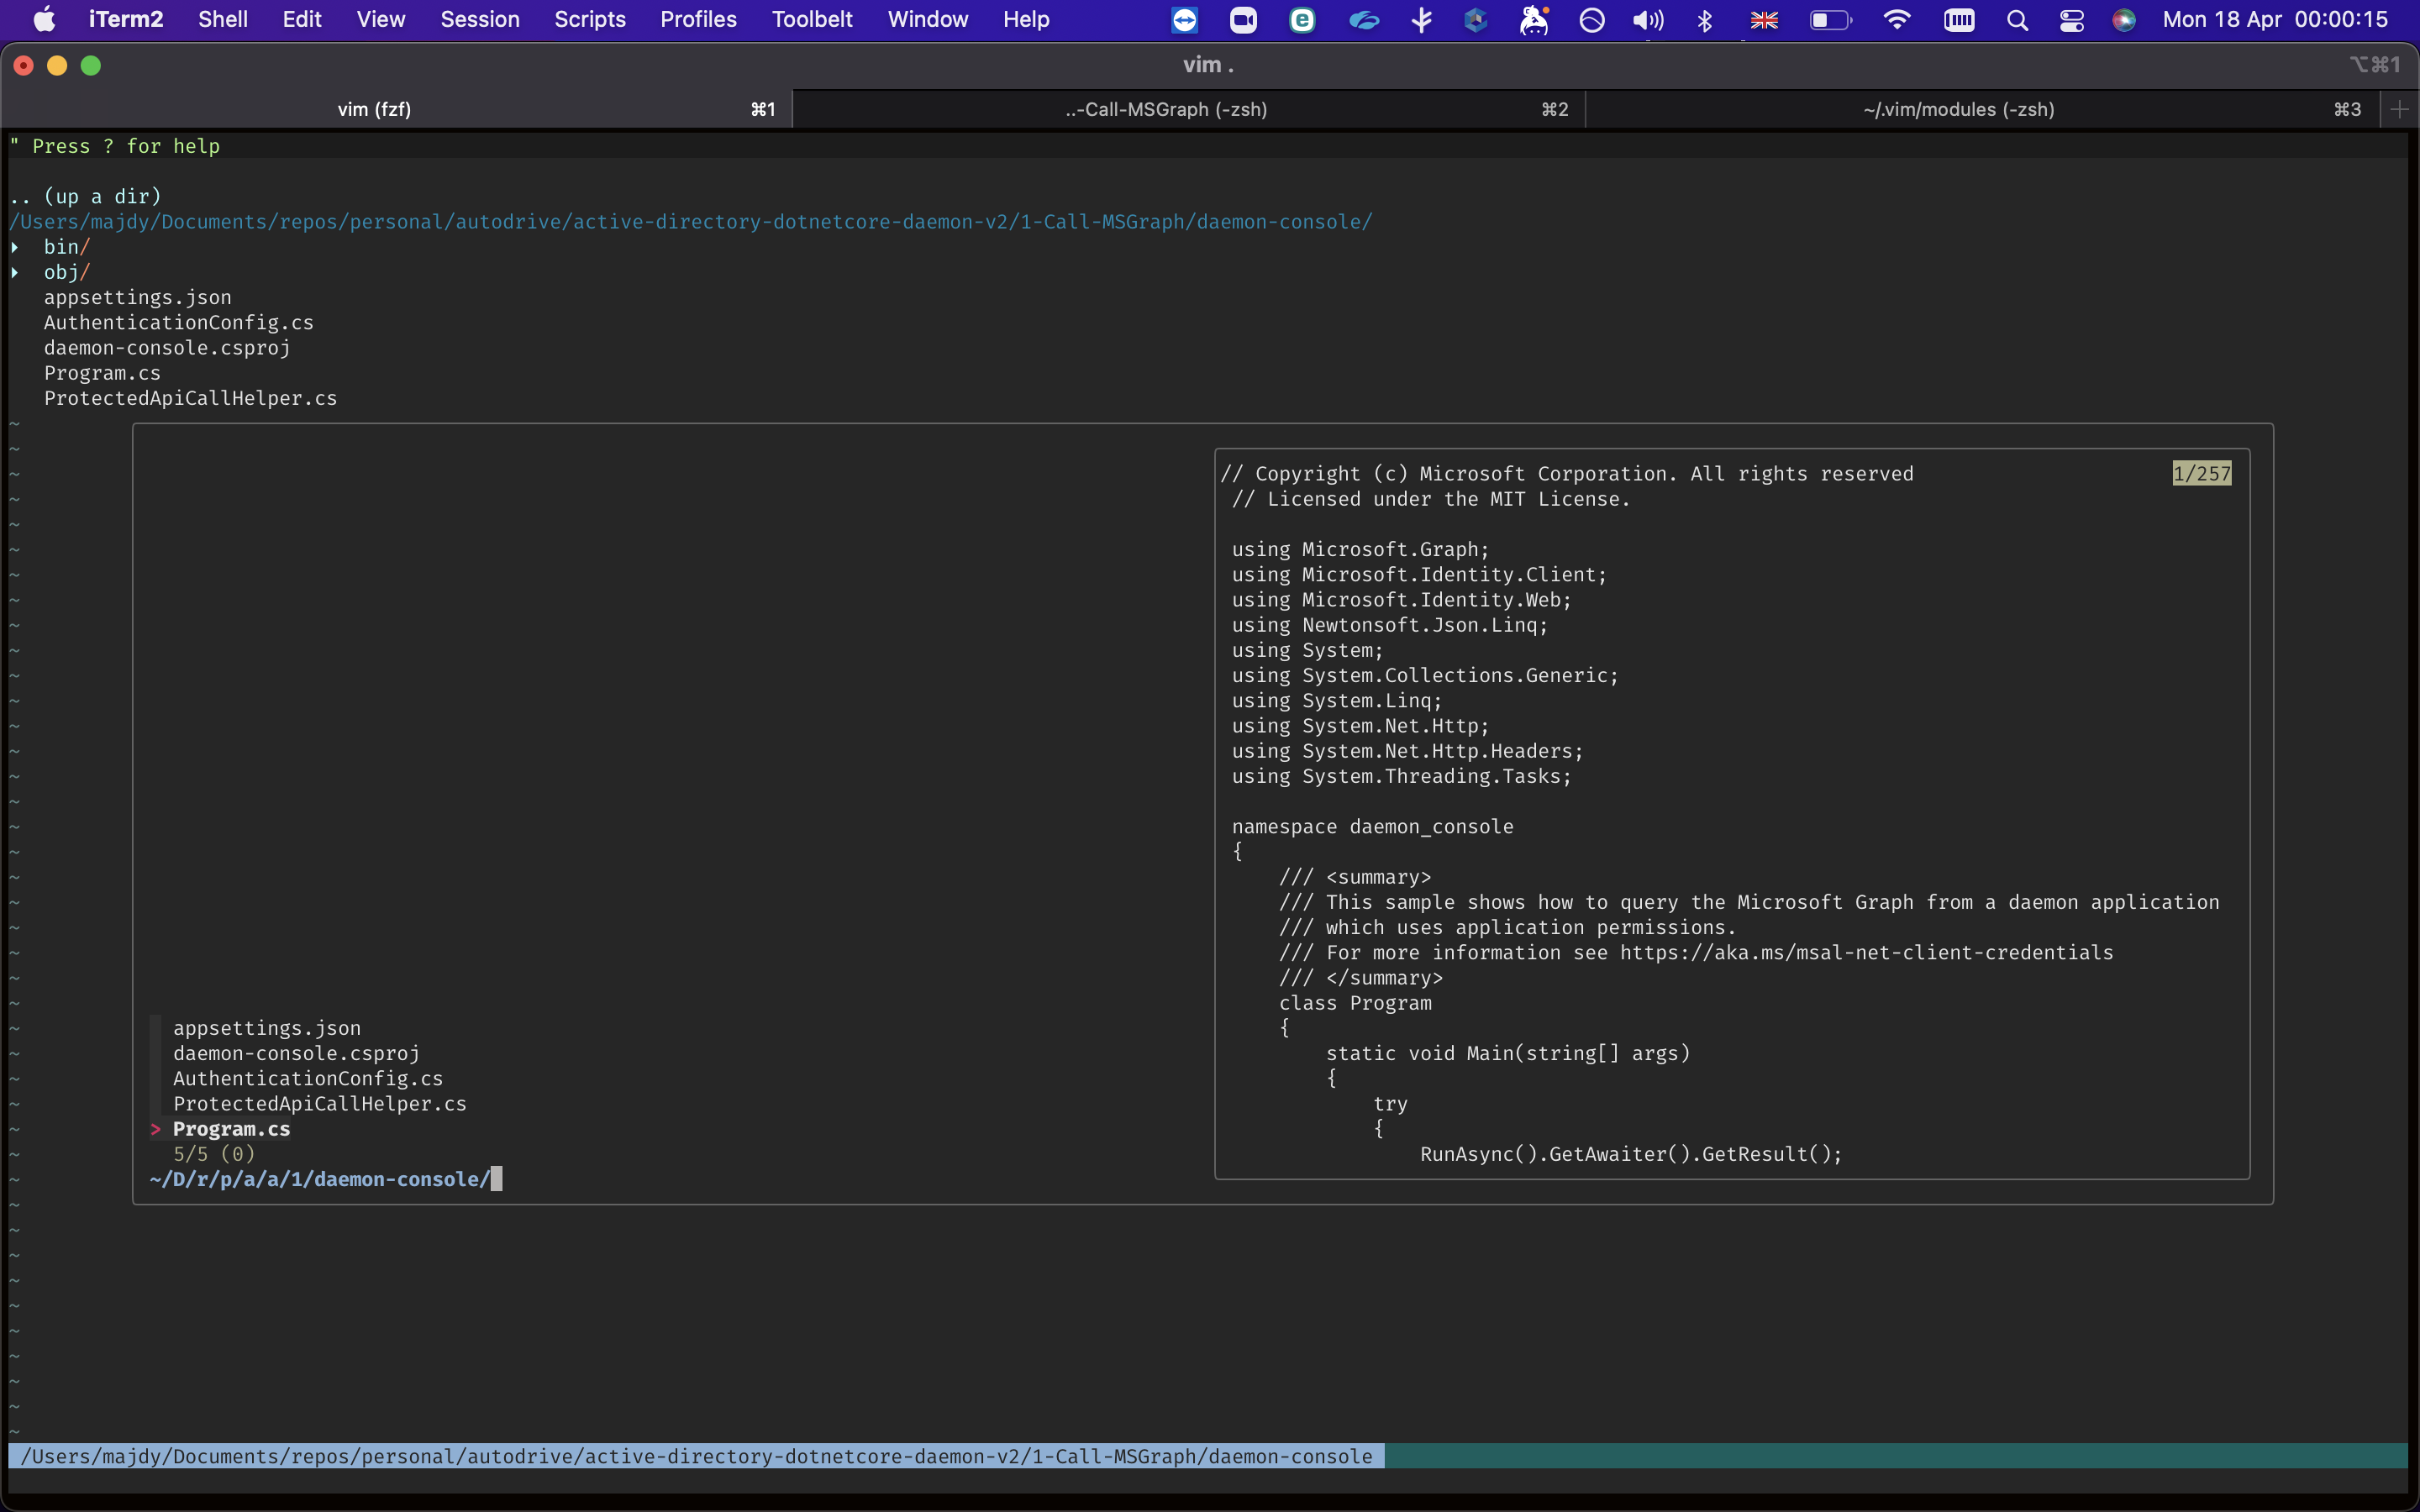 iTerm2 Shell Edit View Session Scripts Profiles Toolbelt Window Help Mon 18 Apr 00:00:15
vim . ⌥⌘1
vim (fzf) ⌘1 ..-Call-MSGraph (-zsh) ⌘2 ~/.vim/modules (-zsh) ⌘3
" Press ? for help
.. (up a dir)
/Users/majdy/Documents/repos/personal/autodrive/active-directory-dotnetcore-daemon-v2/1-Call-MSGraph/daemon-console/
▸ bin/
▸ obj/
appsettings.json
AuthenticationConfig.cs
daemon-console.csproj
Program.cs
ProtectedApiCallHelper.cs
// Copyright (c) Microsoft Corporation. All rights reserved 1/257
// Licensed under the MIT License.
using Microsoft.Graph;
using Microsoft.Identity.Client;
using Microsoft.Identity.Web;
using Newtonsoft.Json.Linq;
using System;
using System.Collections.Generic;
using System.Linq;
using System.Net.Http;
using System.Net.Http.Headers;
using System.Threading.Tasks;
namespace daemon_console
{
/// <summary>
/// This sample shows how to query the Microsoft Graph from a daemon application
/// which uses application permissions.
/// For more information see https://aka.ms/msal-net-client-credentials
/// </summary>
class Program
{
static void Main(string[] args)
{
try
{
RunAsync().GetAwaiter().GetResult();
appsettings.json
daemon-console.csproj
AuthenticationConfig.cs
ProtectedApiCallHelper.cs
> Program.cs
5/5 (0)
~/D/r/p/a/a/1/daemon-console/
/Users/majdy/Documents/repos/personal/autodrive/active-directory-dotnetcore-daemon-v2/1-Call-MSGraph/daemon-console